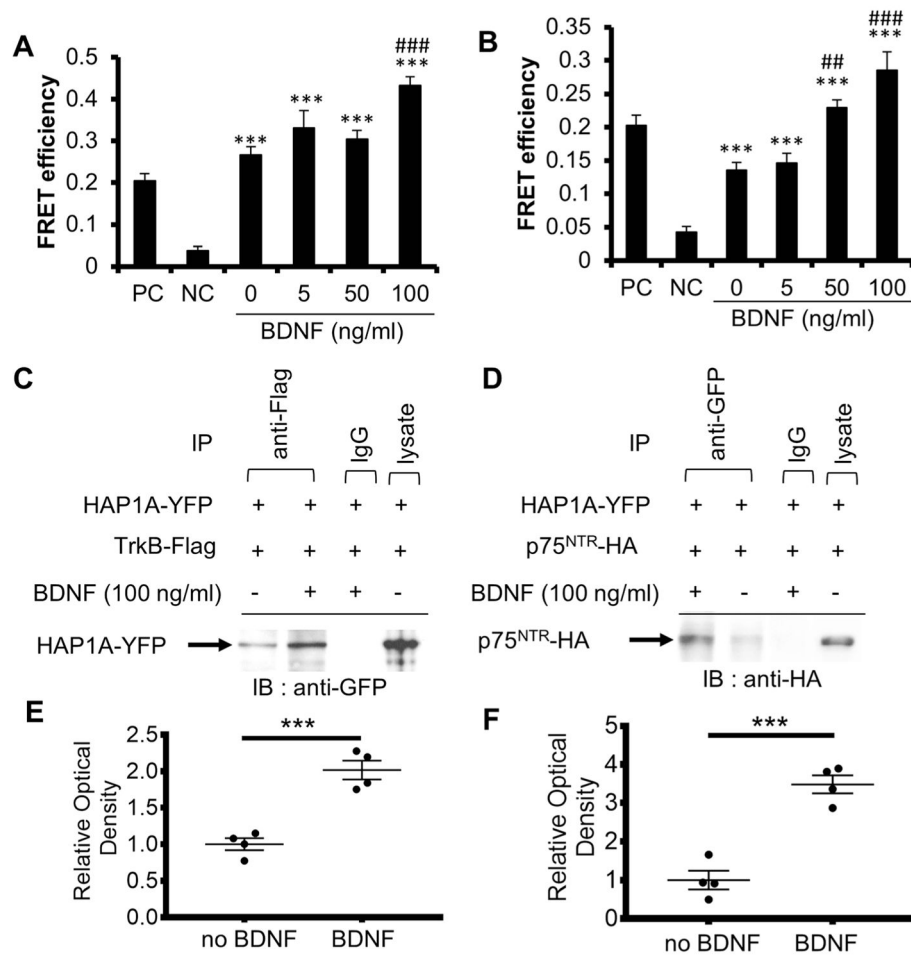 A
FRET efficiency
0.5
0.4
0.3
0.2
0.1
0
*** *** *** ### ***
PC NC 0 5 50 100
BDNF (ng/ml)
B
FRET efficiency
0.35
0.3
0.25
0.2
0.15
0.1
0.05
0
*** *** ## *** ### ***
PC NC 0 5 50 100
BDNF (ng/ml)
C
IP anti-Flag IgG lysate
HAP1A-YFP + + + +
TrkB-Flag + + + +
BDNF (100 ng/ml) - + + -
HAP1A-YFP
IB : anti-GFP
D
IP anti-GFP IgG lysate
HAP1A-YFP + + + +
p75NTR-HA + + + +
BDNF (100 ng/ml) + - + -
p75NTR-HA
IB : anti-HA
E
Relative Optical
Density
2.5
2.0
1.5
1.0
0.5
0.0
***
no BDNF BDNF
F
Relative Optical
Density
5
4
3
2
1
0
***
no BDNF BDNF